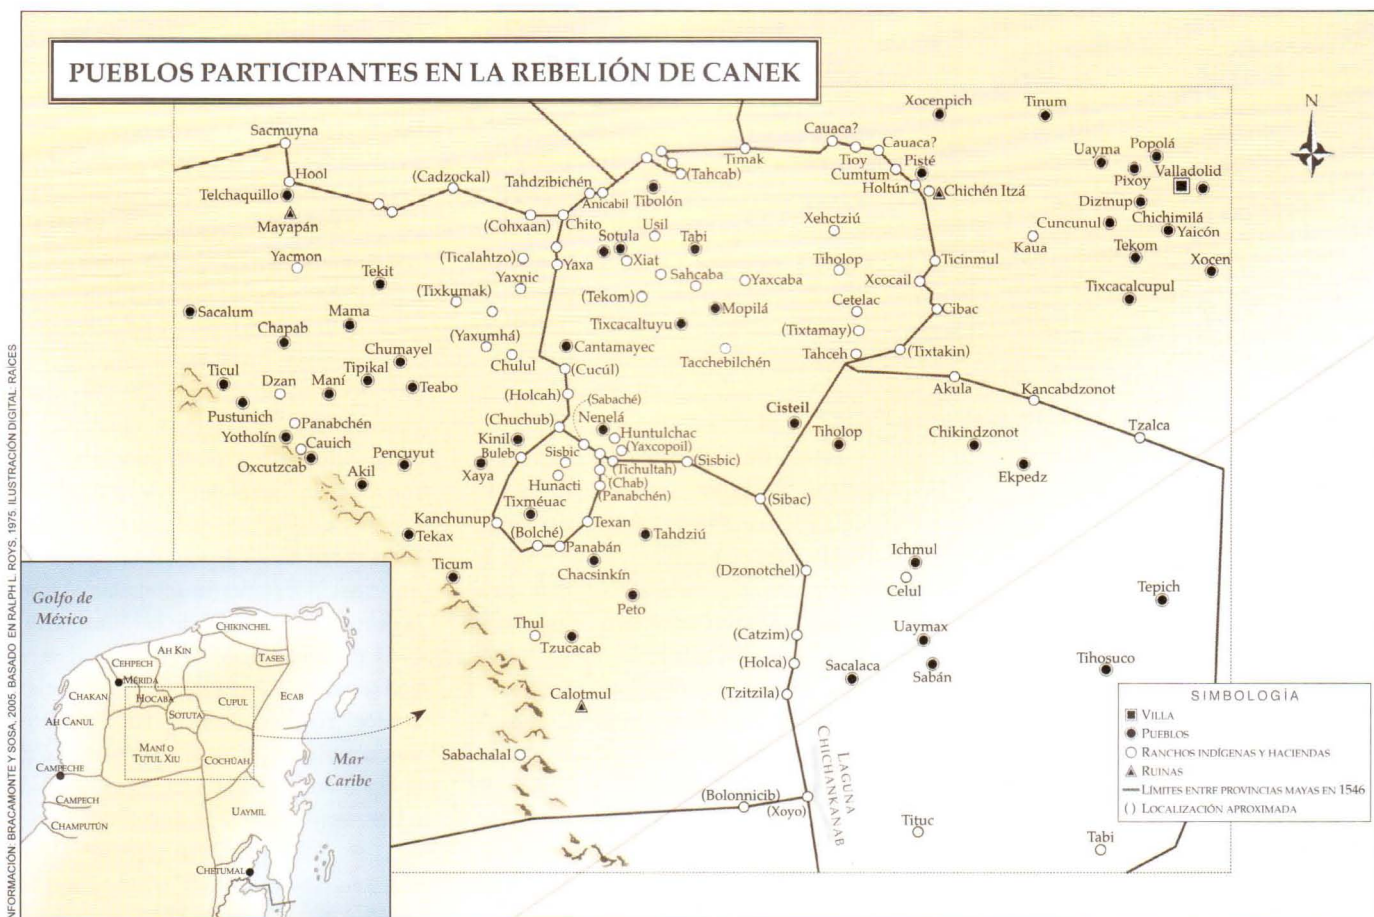 PUEBLOS PARTICIPANTES EN LA REBELIÓN DE CANEK
N
Xocenpich
Tinum
Sacmuyna
Cauaca?
Cauaca?
Timak
Tioy
Uayma
Popolá
Hool
(Cadzockal)
Tahdzibichén
(Tahcab)
Cumtum
Pisté
Pixoy
Valladolid
Telchaquillo
Anicabil
Tibolón
Holtún
Chichén Itzá
Diztnup
Mayapán
(Cohxaan)
Chito
Usil
Xehctziú
Cuncunul
Chichimilá
Yaicón
Sotula
Tabi
Kaua
Yacmon
(Ticalahtzo)
Yaxa
Xiat
Tiholop
Ticinmul
Tekom
Xocen
Tekit
Yaxnic
Sahcaba
Yaxcaba
Xcocail
(Tixkumak)
(Tekom)
Tixcacalcupul
Sacalum
Mama
Mopilá
Cetelac
Cibac
Chapab
(Yaxumhá)
Tixcacaltuyu
(Tixtamay)
Chumayel
Chulul
Cantamayec
Tacchebilchén
Tahceh
(Tixtakin)
Ticul
Tipikal
(Cucúl)
Dzan
Maní
Teabo
(Holcah)
Akula
Kancabdzonot
Pustunich
(Sabaché)
Cisteil
Panabchén
(Chuchub)
Nenelá
Tzalca
Yotholín
Cauich
Kinil
Huntulchac
Tiholop
Chikindzonot
Oxcutzcab
Pencuyut
Buleb
Sisbic
(Yaxcopoil)
(Sisbic)
Akil
Xaya
Hunacti
(Tichultah)
(Chab)
(Panabchén)
Ekpedz
Tixméuac
(Sibac)
Kanchunup
(Bolché)
Texan
Tekax
Tahdziú
Panabán
Ichmul
Ticum
Chacsinkín
(Dzonotchel)
Celul
Peto
Tepich
Thul
Tzucacab
(Catzim)
Uaymax
(Holca)
Sacalaca
Sabán
Tihosuco
Calotmul
(Tzitzila)
Sabachalal
LAGUNA
CHICHANKANAB
(Bolonnicib)
(Xoyo)
Tituc
Tabi
SIMBOLOGÍA
VILLA
PUEBLOS
RANCHOS INDÍGENAS Y HACIENDAS
RUINAS
LÍMITES ENTRE PROVINCIAS MAYAS EN 1546
( ) LOCALIZACIÓN APROXIMADA
Golfo de
México
CHIKINCHEL
AH KIN
CEHPECH
TASES
MÉRIDA
CHAKAN
HOCABA
CUPUL
ECAB
SOTUTA
AH CANUL
MANÍ O
TUTUL XIU
COCHÚAH
Mar
Caribe
CAMPECHE
CAMPECH
UAYMIL
CHAMPUTÚN
CHETUMAL
NFORMACIÓN: BRACAMONTE Y SOSA, 2005. BASADO EN RALPH L. ROYS, 1975. ILUSTRACIÓN DIGITAL: RAÍCES